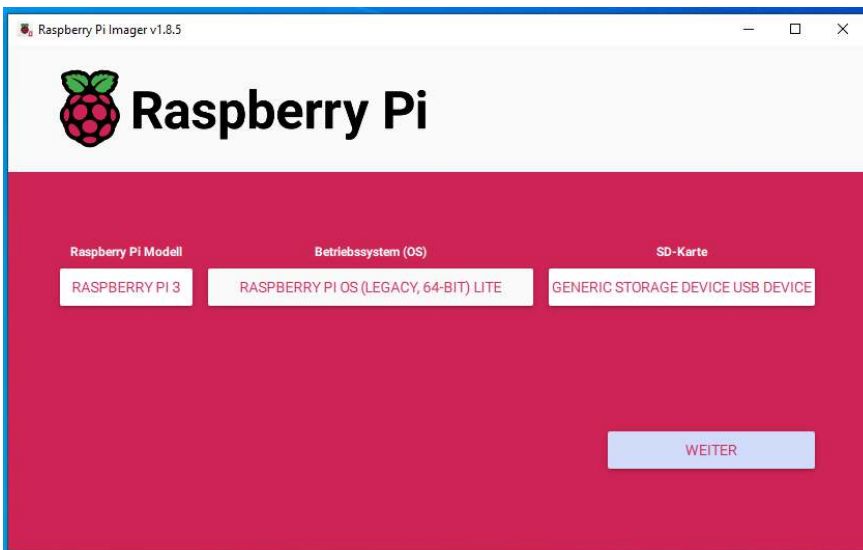 Raspberry Pi Imager v1.8.5
Raspberry Pi
Raspberry Pi Modell
Betriebssystem (OS)
SD-Karte
RASPBERRY PI 3
RASPBERRY PI OS (LEGACY, 64-BIT) LITE
GENERIC STORAGE DEVICE USB DEVICE
WEITER